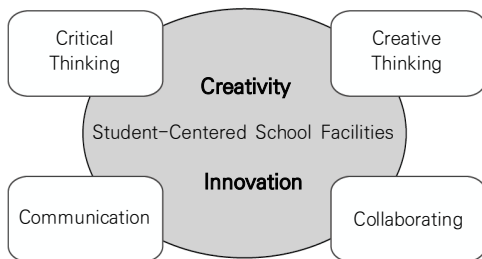 Critical
Thinking
Creative
Thinking
Creativity
Student-Centered School Facilities
Innovation
Communication
Collaborating